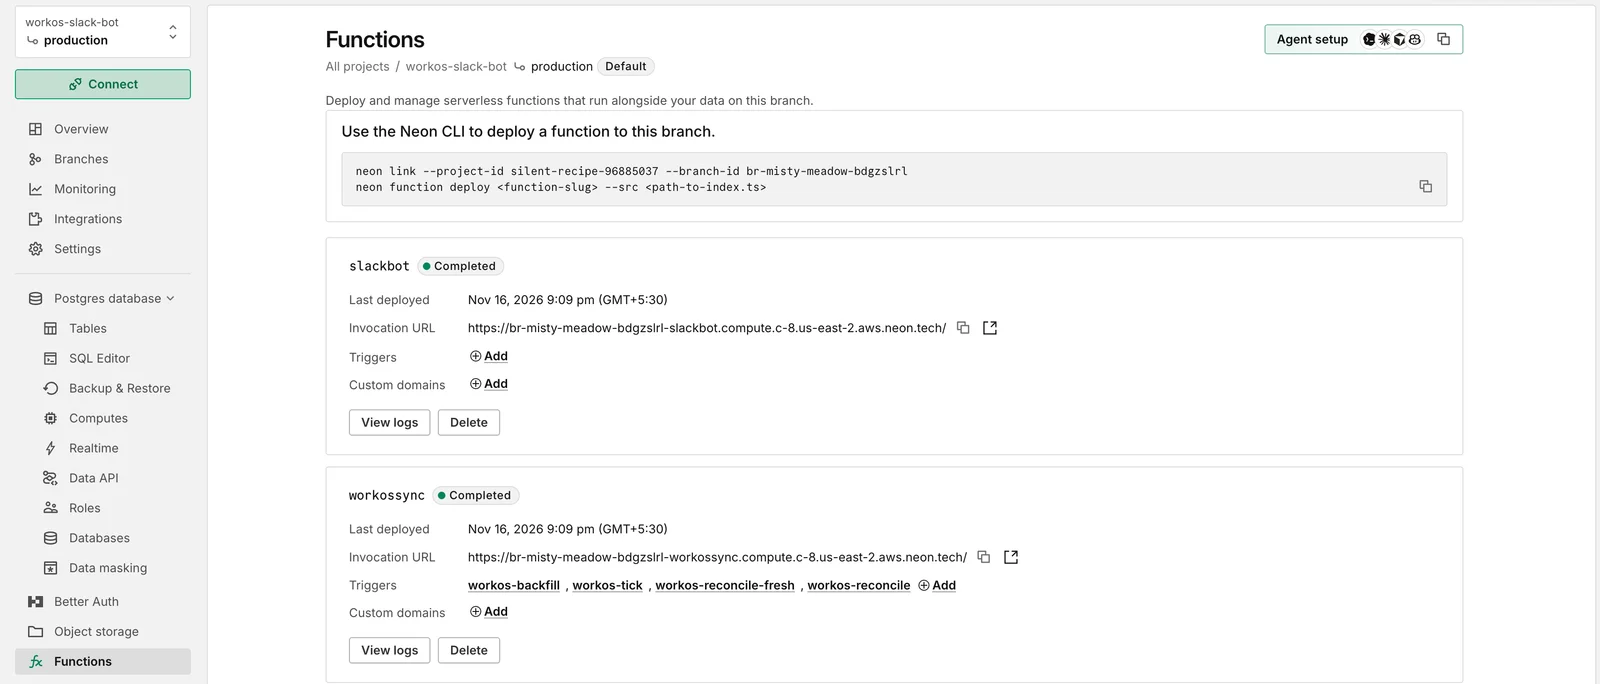 workos-slack-bot
production
Connect
Overview
Branches
Monitoring
Integrations
Settings
Postgres database
Tables
SQL Editor
Backup & Restore
Computes
Realtime
Data API
Roles
Databases
Data masking
Better Auth
Object storage
Functions
Functions
Agent setup
All projects / workos-slack-bot production Default
Deploy and manage serverless functions that run alongside your data on this branch.
Use the Neon CLI to deploy a function to this branch.
neon link --project-id silent-recipe-96885037 --branch-id br-misty-meadow-bdgzslrl
neon function deploy <function-slug> --src <path-to-index.ts>
slackbot Completed
Last deployed Nov 16, 2026 9:09 pm (GMT+5:30)
Invocation URL https://br-misty-meadow-bdgzslrl-slackbot.compute.c-8.us-east-2.aws.neon.tech/
Triggers Add
Custom domains Add
View logs Delete
workossync Completed
Last deployed Nov 16, 2026 9:09 pm (GMT+5:30)
Invocation URL https://br-misty-meadow-bdgzslrl-workossync.compute.c-8.us-east-2.aws.neon.tech/
Triggers workos-backfill , workos-tick , workos-reconcile-fresh , workos-reconcile Add
Custom domains Add
View logs Delete